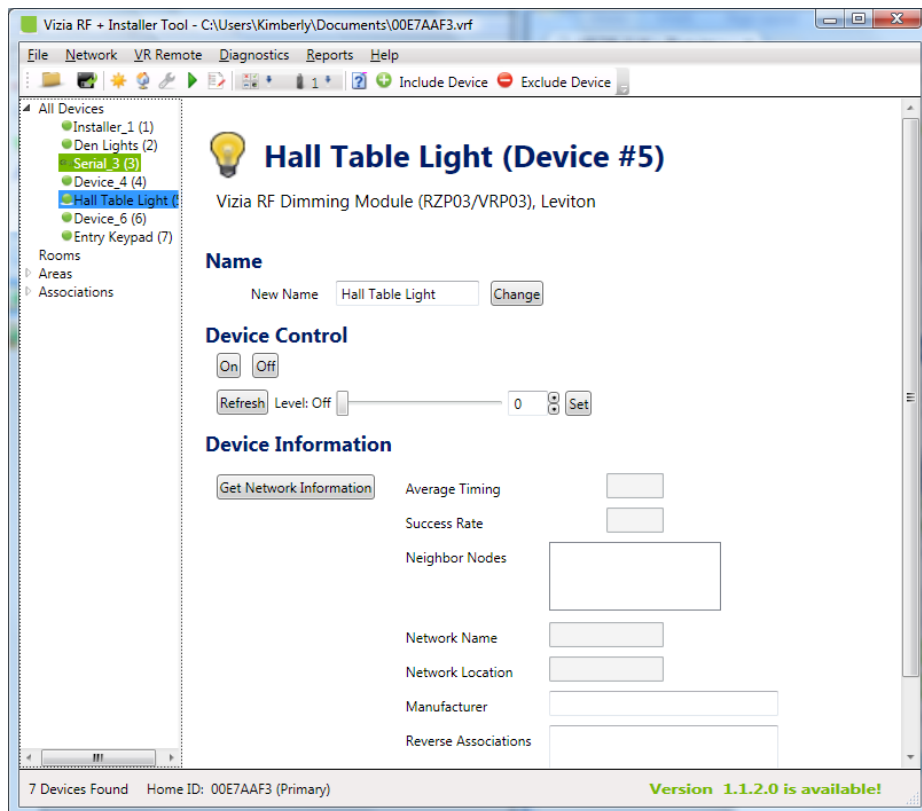 Vizia RF + Installer Tool - C:\Users\Kimberly\Documents\00E7AAF3.vrf
File Network VR Remote Diagnostics Reports Help
1 Include Device Exclude Device
All Devices
Installer_1 (1)
Den Lights (2)
Serial_3 (3)
Device_4 (4)
Hall Table Light (
Device_6 (6)
Entry Keypad (7)
Rooms
Areas
Associations
Hall Table Light (Device #5)
Vizia RF Dimming Module (RZP03/VRP03), Leviton
Name
New Name Hall Table Light Change
Device Control
On Off
Refresh Level: Off 0 Set
Device Information
Get Network Information Average Timing
Success Rate
Neighbor Nodes
Network Name
Network Location
Manufacturer
Reverse Associations
7 Devices Found Home ID: 00E7AAF3 (Primary) Version 1.1.2.0 is available!